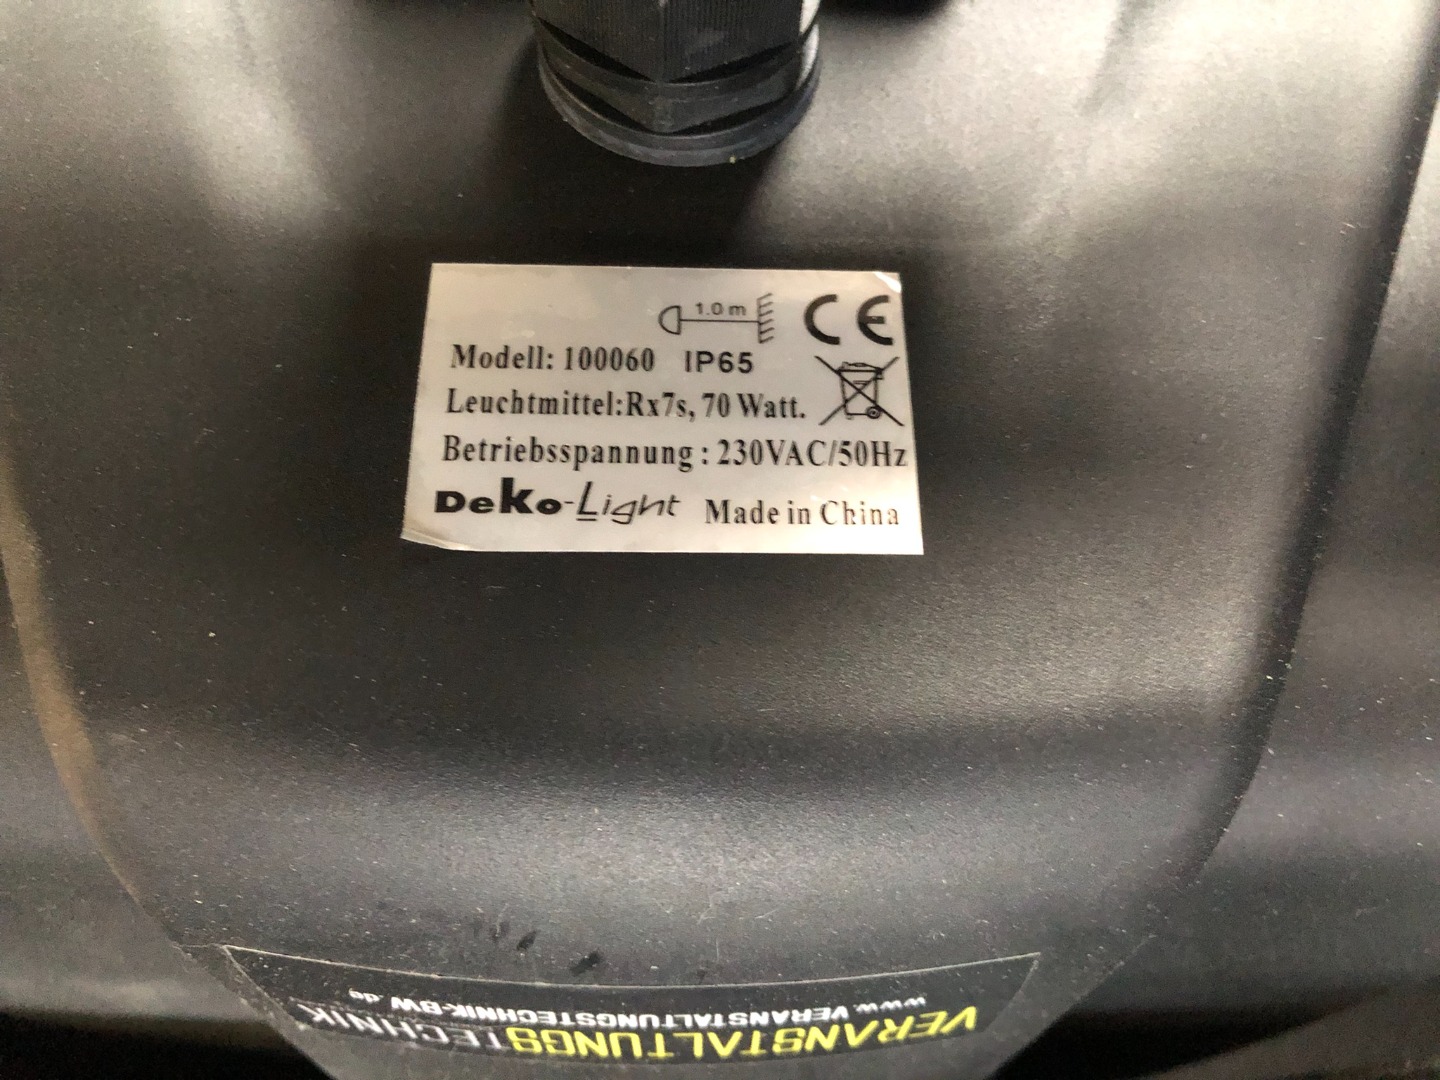 1.0 m CE
Modell: 100060 IP65
Leuchtmittel:Rx7s, 70 Watt.
Betriebsspannung : 230VAC/50Hz
DeKo-Light Made in China
VERANSTALTUNGSTECHNIK
www.VERANSTALTUNGSTECHNIK-BW.de